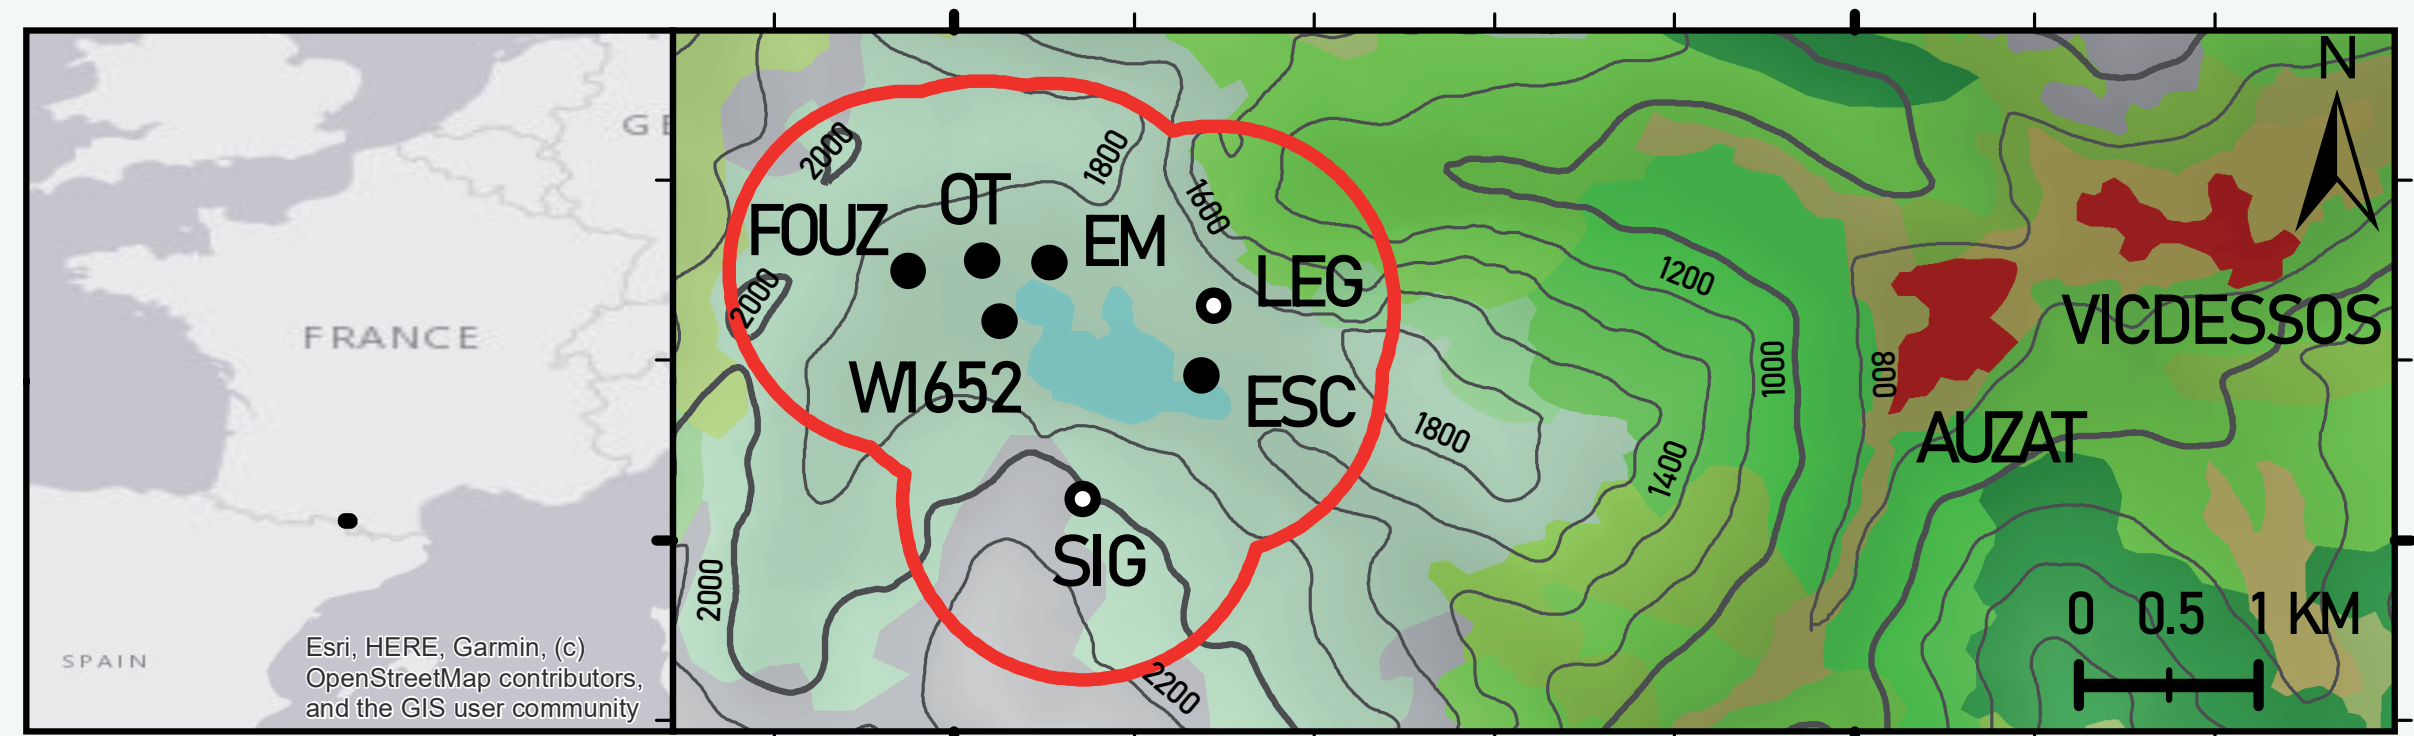 GE
FRANCE
SPAIN
Esri, HERE, Garmin, (c)
OpenStreetMap contributors,
and the GIS user community
N
2000
1800
OT
1600
FOUZ
EM
LEG
1200
2000
VICDESSOS
WI652
ESC
1000
800
1800
AUZAT
1400
SIG
2000
0 0.5 1 KM
2200